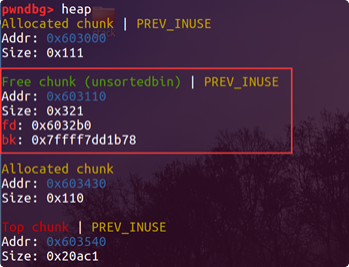 pwndbg> heap
Allocated chunk | PREV_INUSE
Addr: 0x603000
Size: 0x111
Free chunk (unsortedbin) | PREV_INUSE
Addr: 0x603110
Size: 0x321
fd: 0x6032b0
bk: 0x7ffff7dd1b78
Allocated chunk
Addr: 0x603430
Size: 0x110
Top chunk | PREV_INUSE
Addr: 0x603540
Size: 0x20ac1